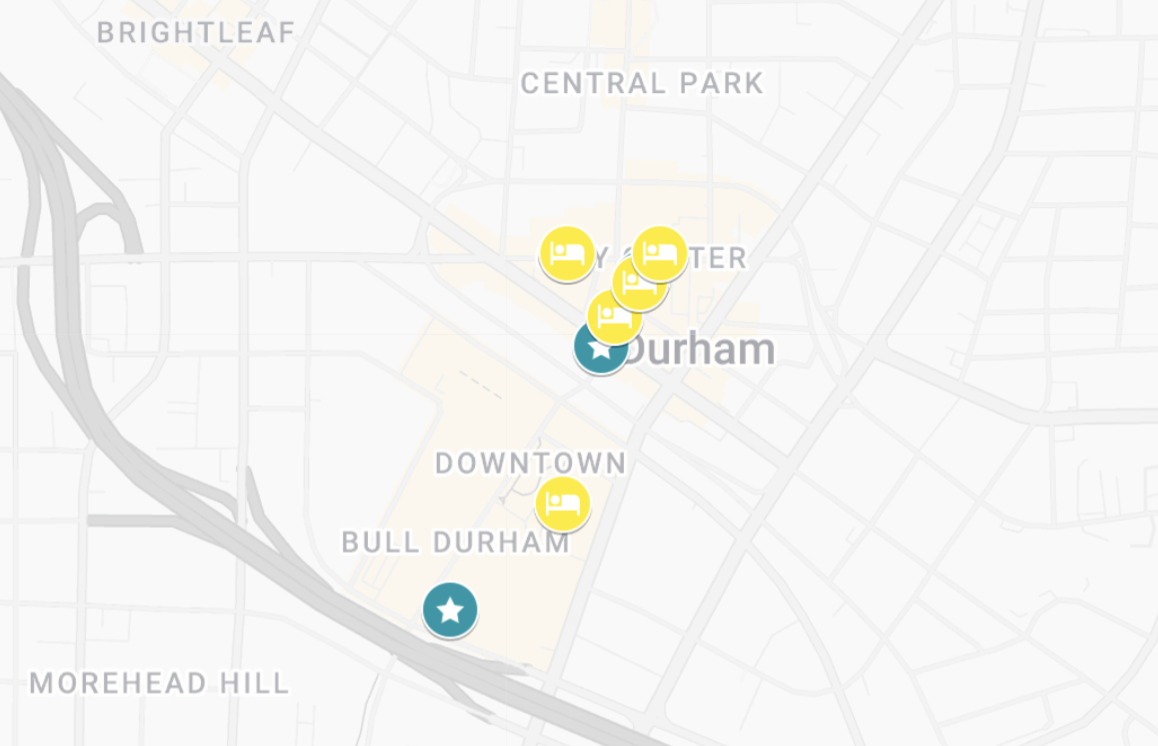 BRIGHTLEAF
CENTRAL PARK
Durham
DOWNTOWN
BULL DURHAM
MOREHEAD HILL